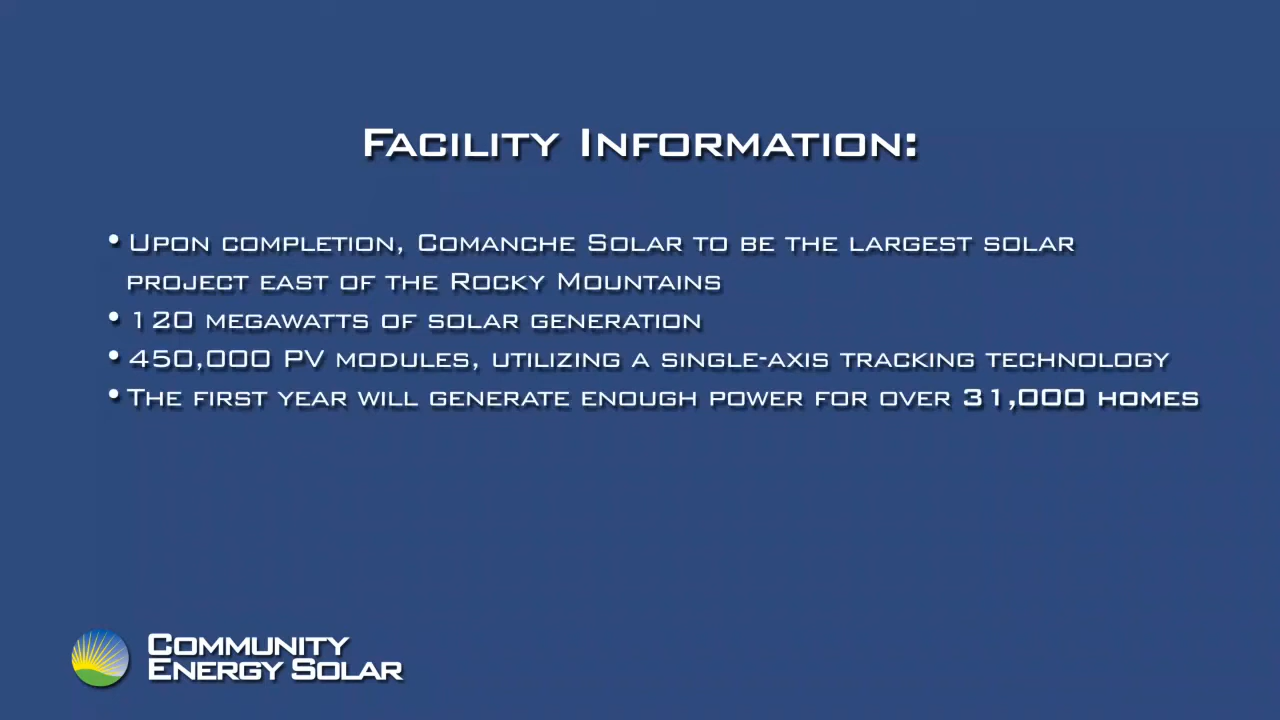 Facility Information:
• Upon completion, Comanche Solar to be the largest solar
project east of the Rocky Mountains
• 120 megawatts of solar generation
• 450,000 PV modules, utilizing a single-axis tracking technology
• The first year will generate enough power for over 31,000 homes
Community
Energy Solar